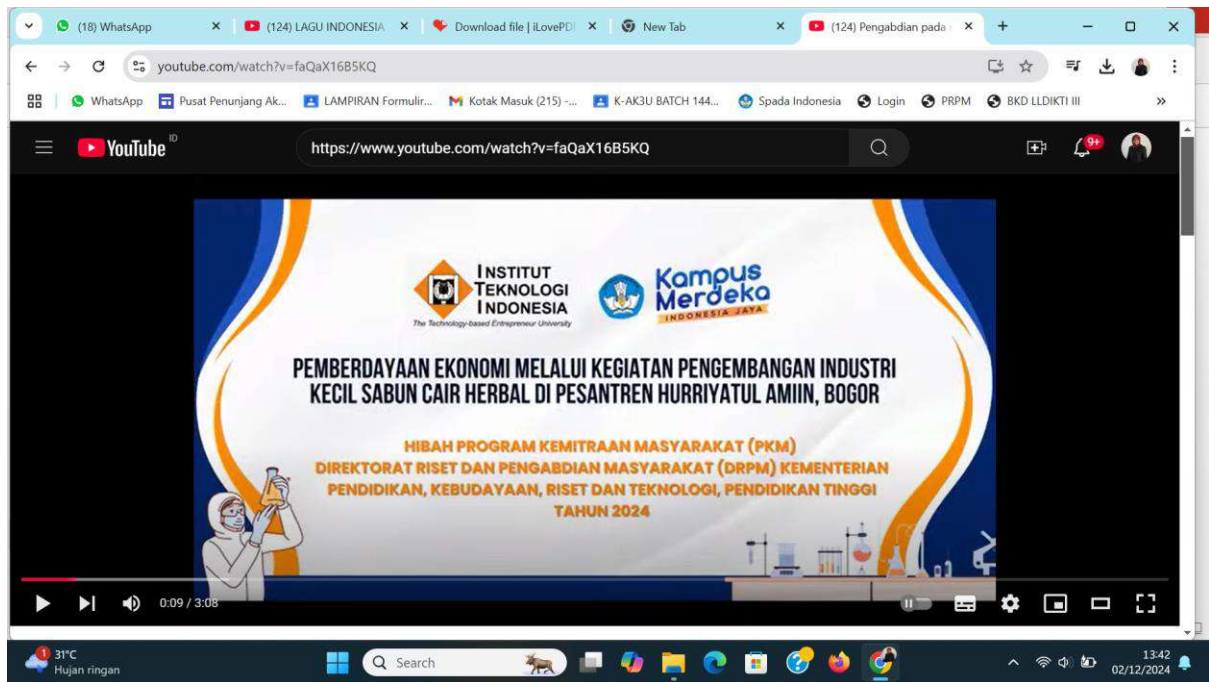 (18) WhatsApp
(124) LAGU INDONESIA
Download file | iLovePD
New Tab
(124) Pengabdian pada
youtube.com/watch?v=faQaX16B5KQ
WhatsApp
Pusat Penunjang Ak...
LAMPIRAN Formulir...
Kotak Masuk (215) -...
K-AK3U BATCH 144...
Spada Indonesia
Login
PRPM
BKD LLDIKTI III
YouTube ID
https://www.youtube.com/watch?v=faQaX16B5KQ
9+
INSTITUT
TEKNOLOGI
INDONESIA
The Technology-based Entrepreneur University
Kampus
Merdeka
INDONESIA JAYA
PEMBERDAYAAN EKONOMI MELALUI KEGIATAN PENGEMBANGAN INDUSTRI
KECIL SABUN CAIR HERBAL DI PESANTREN HURRIYATUL AMIIN, BOGOR
HIBAH PROGRAM KEMITRAAN MASYARAKAT (PKM)
DIREKTORAT RISET DAN PENGABDIAN MASYARAKAT (DRPM) KEMENTERIAN
PENDIDIKAN, KEBUDAYAAN, RISET DAN TEKNOLOGI, PENDIDIKAN TINGGI
TAHUN 2024
0:09 / 3:08
1
31°C
Hujan ringan
Search
13:42
02/12/2024